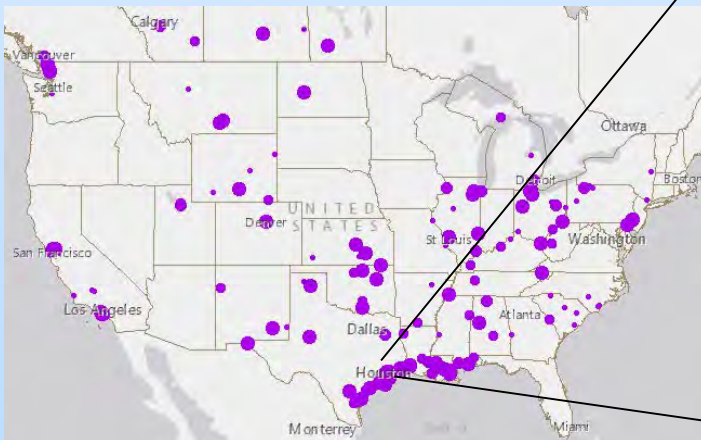 Calgary
Vancouver
Seattle
Ottawa
Detroit
Boston
UNITED
STATES
Denver
St Louis
Washington
San Francisco
Los Angeles
Atlanta
Dallas
Houston
Monterrey
Miami